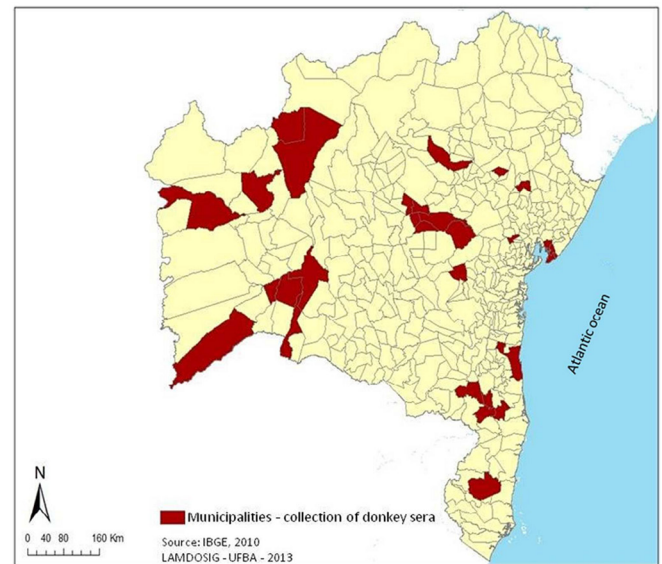 Atlantic ocean
N
0 40 80 160 Km
Municipalities - collection of donkey sera
Source: IBGE, 2010
LAMDOSIG - UFBA - 2013